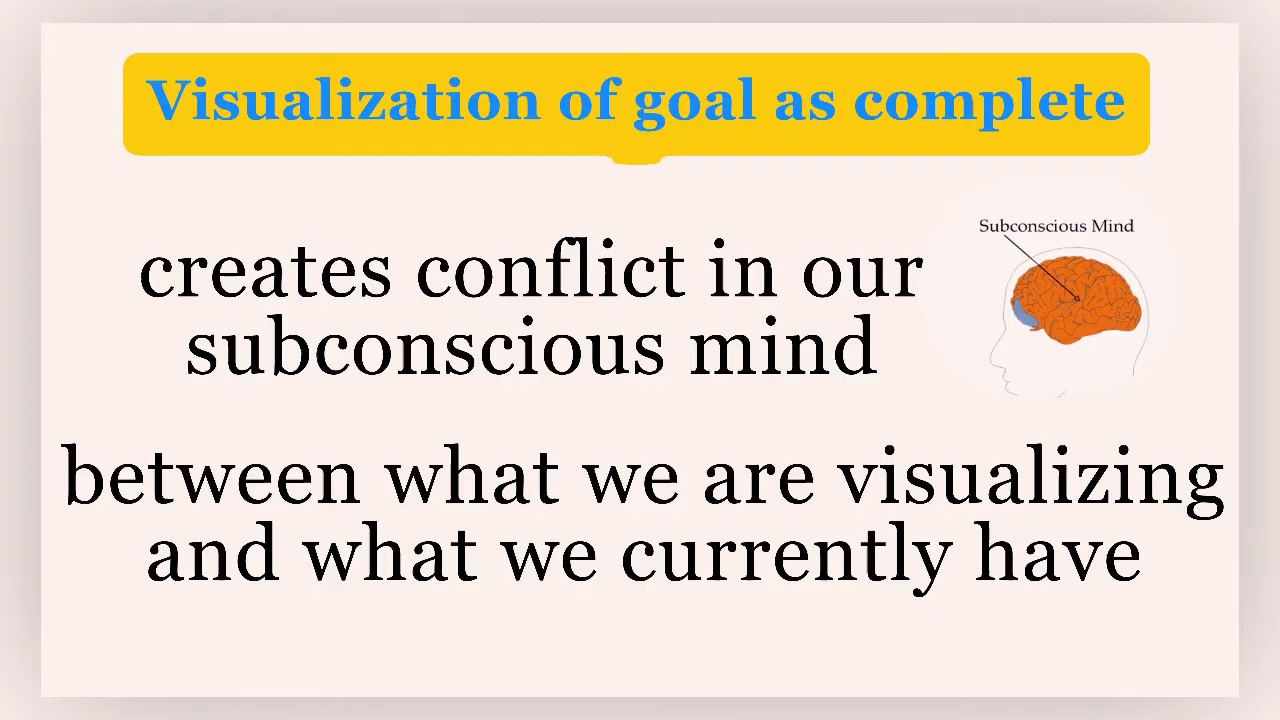 Visualization of goal as complete
creates conflict in our
subconscious mind
Subconscious Mind
between what we are visualizing
and what we currently have